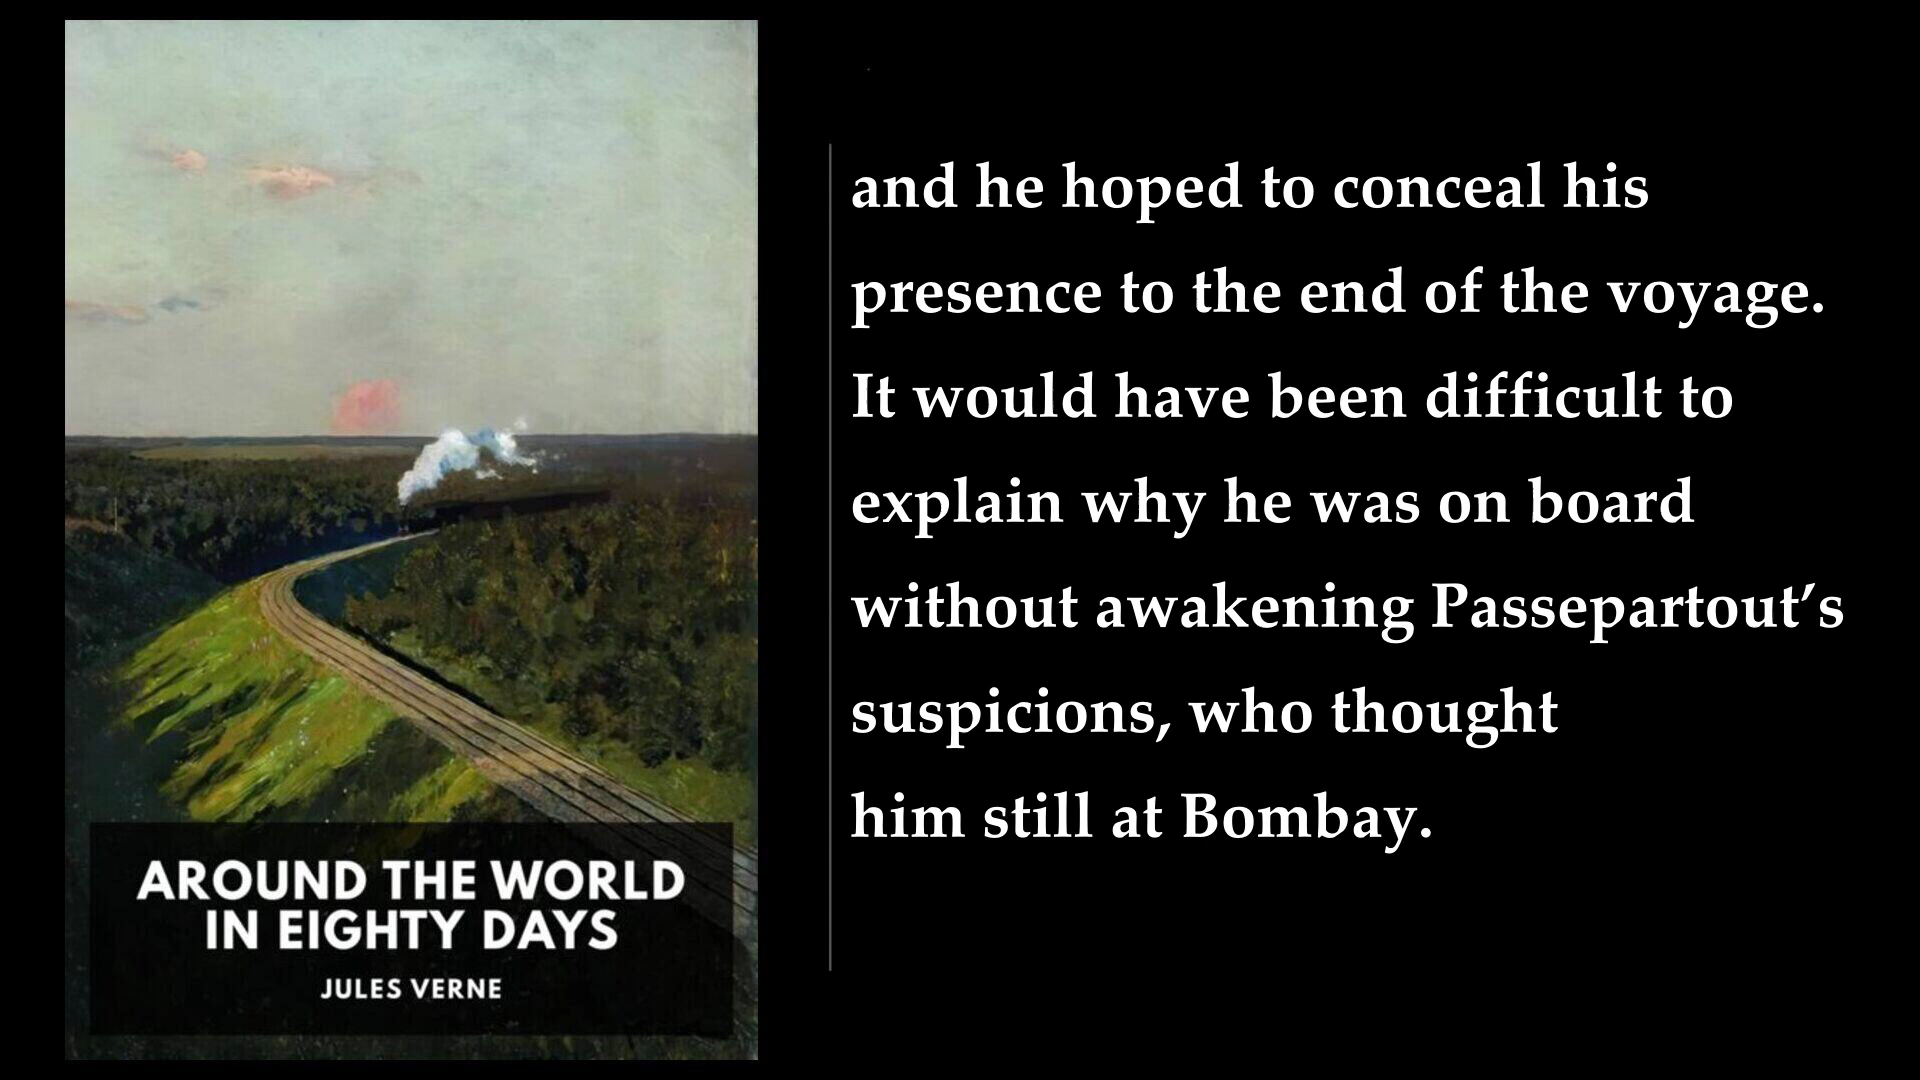 AROUND THE WORLD
IN EIGHTY DAYS
JULES VERNE
and he hoped to conceal his
presence to the end of the voyage.
It would have been difficult to
explain why he was on board
without awakening Passepartout’s
suspicions, who thought
him still at Bombay.